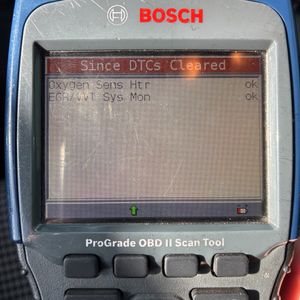 BOSCH
Since DTCs Cleared
Oxygen Sens Htr ok
EGR/VVT Sys Mon ok
ProGrade OBD II Scan Tool